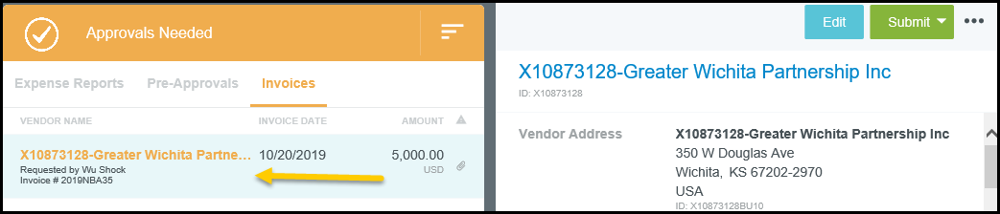 Approvals Needed
Expense Reports Pre-Approvals Invoices
VENDOR NAME INVOICE DATE AMOUNT
X10873128-Greater Wichita Partne... 10/20/2019 5,000.00
Requested by Wu Shock USD
Invoice # 2019NBA35
Edit Submit
X10873128-Greater Wichita Partnership Inc
ID: X10873128
Vendor Address X10873128-Greater Wichita Partnership Inc
350 W Douglas Ave
Wichita, KS 67202-2970
USA
ID: X10873128BU10